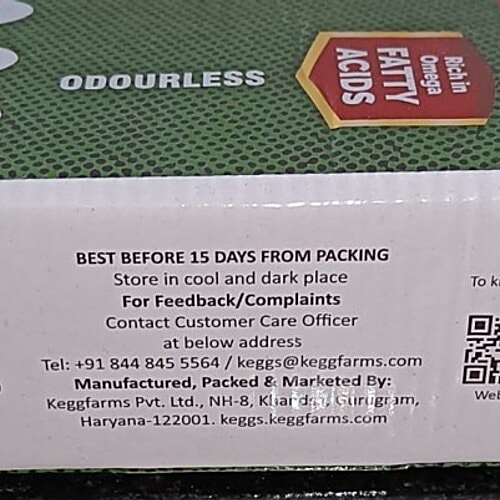 ODOURLESS
Rich in
Omega
FATTY
ACIDS
BEST BEFORE 15 DAYS FROM PACKING
Store in cool and dark place
For Feedback/Complaints
Contact Customer Care Officer
at below address
Tel: +91 844 845 5564 / keggs@keggfarms.com
Manufactured, Packed & Marketed By:
Keggfarms Pvt. Ltd., NH-8, Khandsa, Gurugram,
Haryana-122001. keggs.keggfarms.com
To k
Web